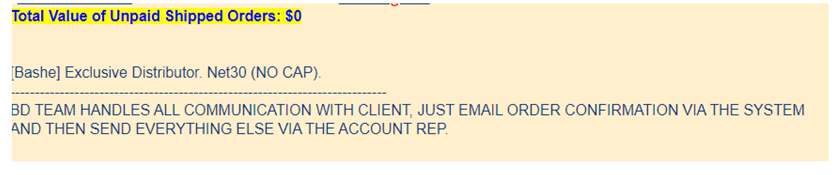 Total Value of Unpaid Shipped Orders: $0
[Bashe] Exclusive Distributor. Net30 (NO CAP).
--------------------------------------------------------------------------------
BD TEAM HANDLES ALL COMMUNICATION WITH CLIENT, JUST EMAIL ORDER CONFIRMATION VIA THE SYSTEM
AND THEN SEND EVERYTHING ELSE VIA THE ACCOUNT REP.